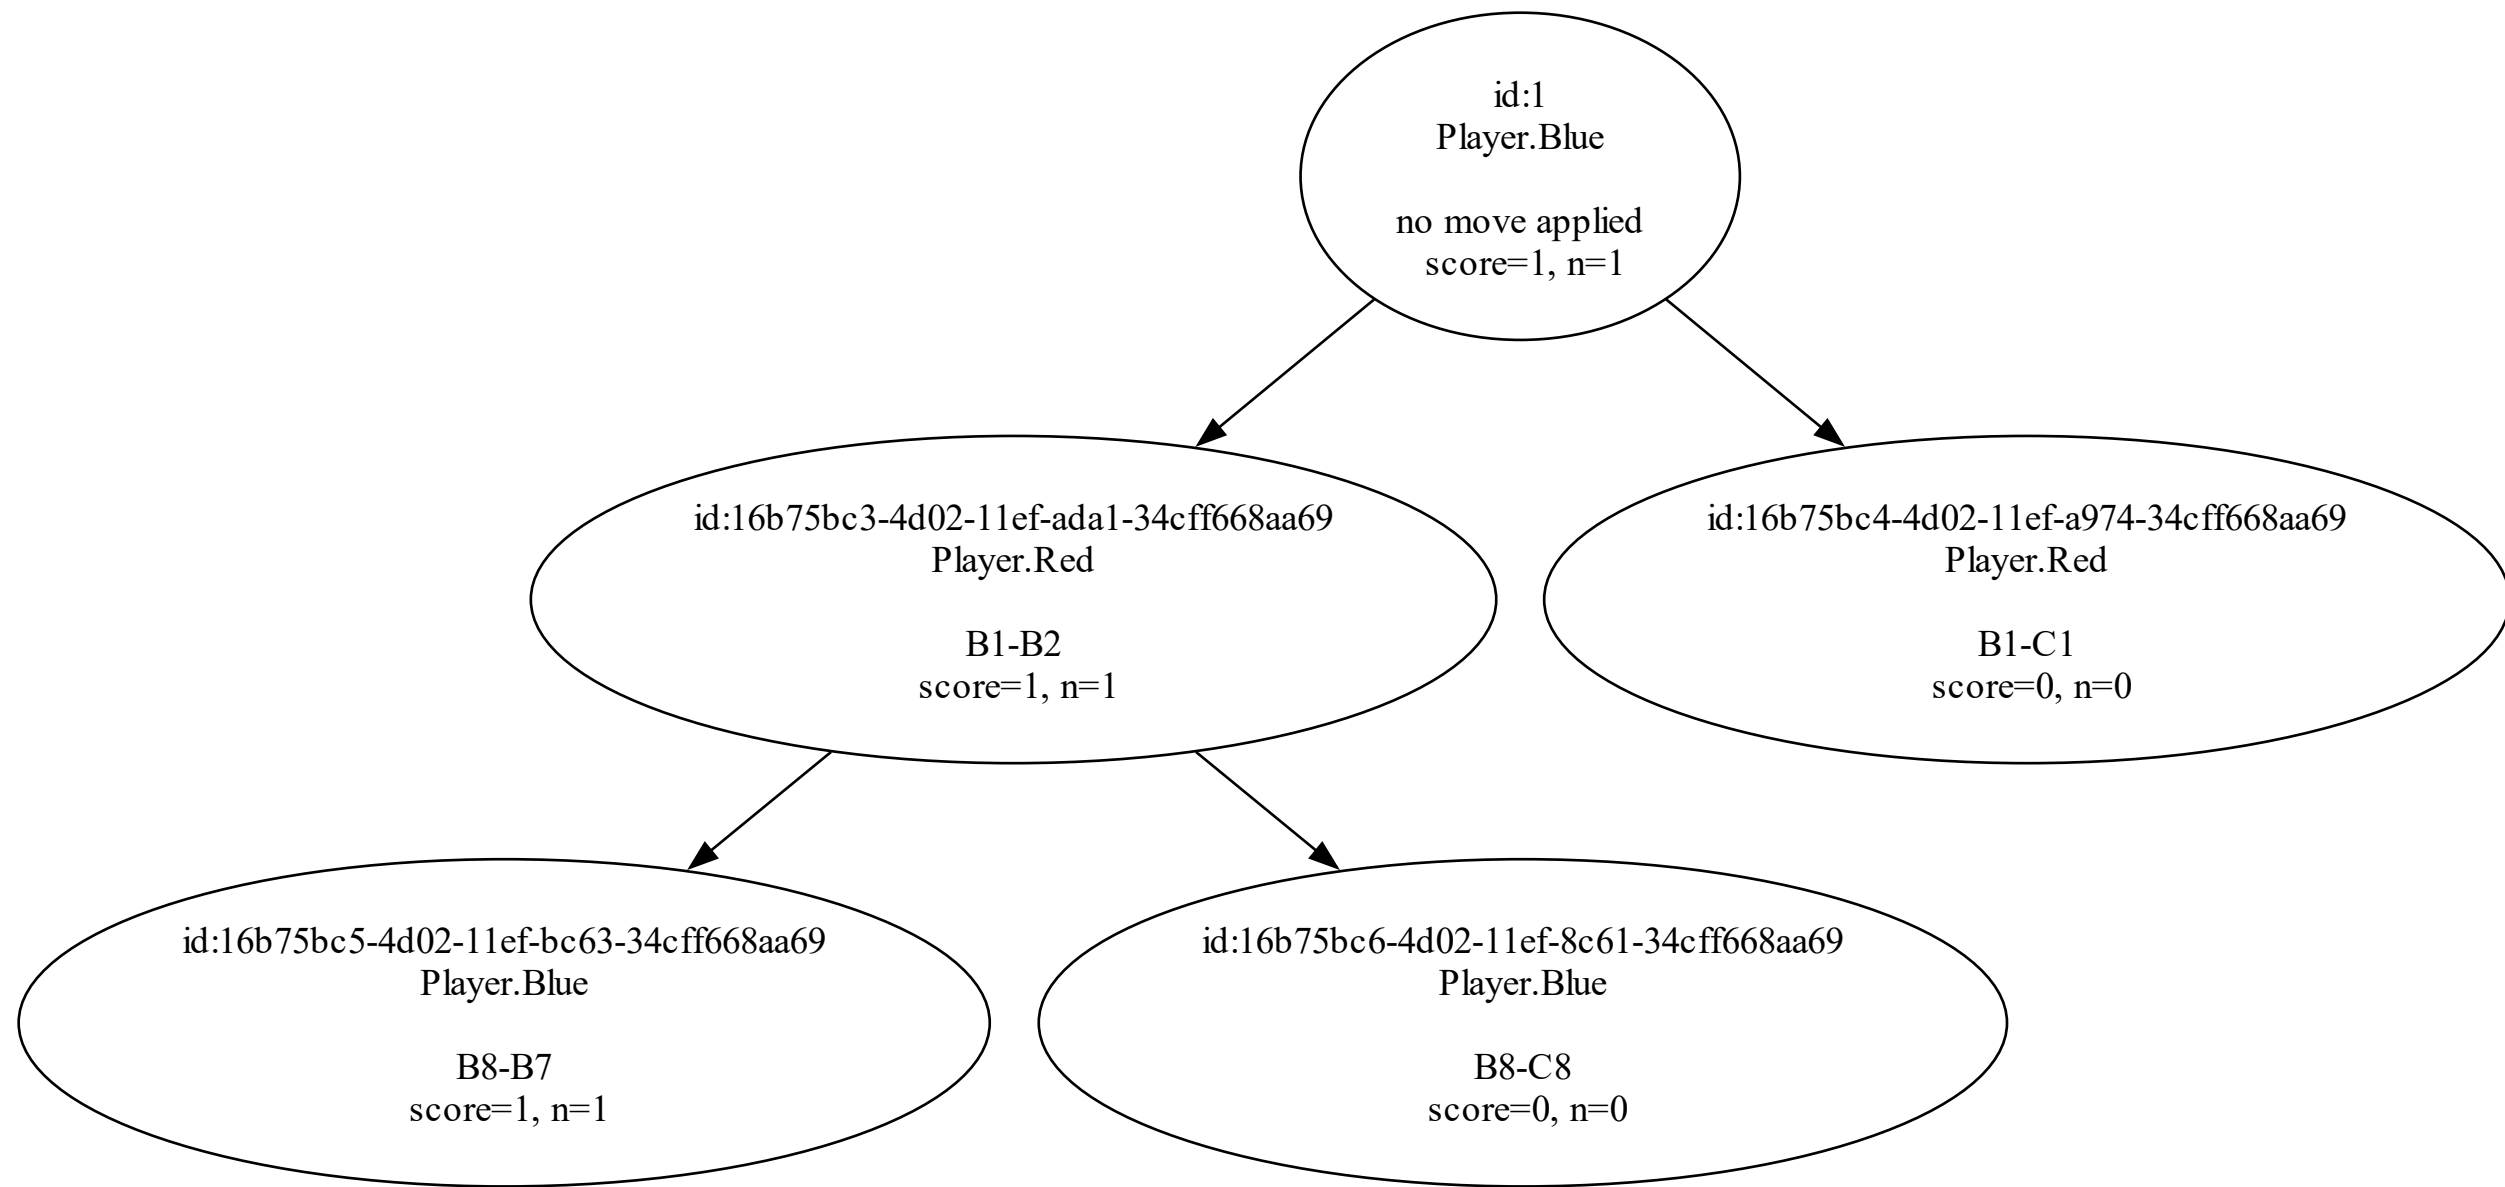 id:1
Player.Blue
no move applied
score=1, n=1
id:16b75bc3-4d02-11ef-ada1-34cff668aa69
Player.Red
B1-B2
score=1, n=1
id:16b75bc4-4d02-11ef-a974-34cff668aa69
Player.Red
B1-C1
score=0, n=0
id:16b75bc5-4d02-11ef-bc63-34cff668aa69
Player.Blue
B8-B7
score=1, n=1
id:16b75bc6-4d02-11ef-8c61-34cff668aa69
Player.Blue
B8-C8
score=0, n=0